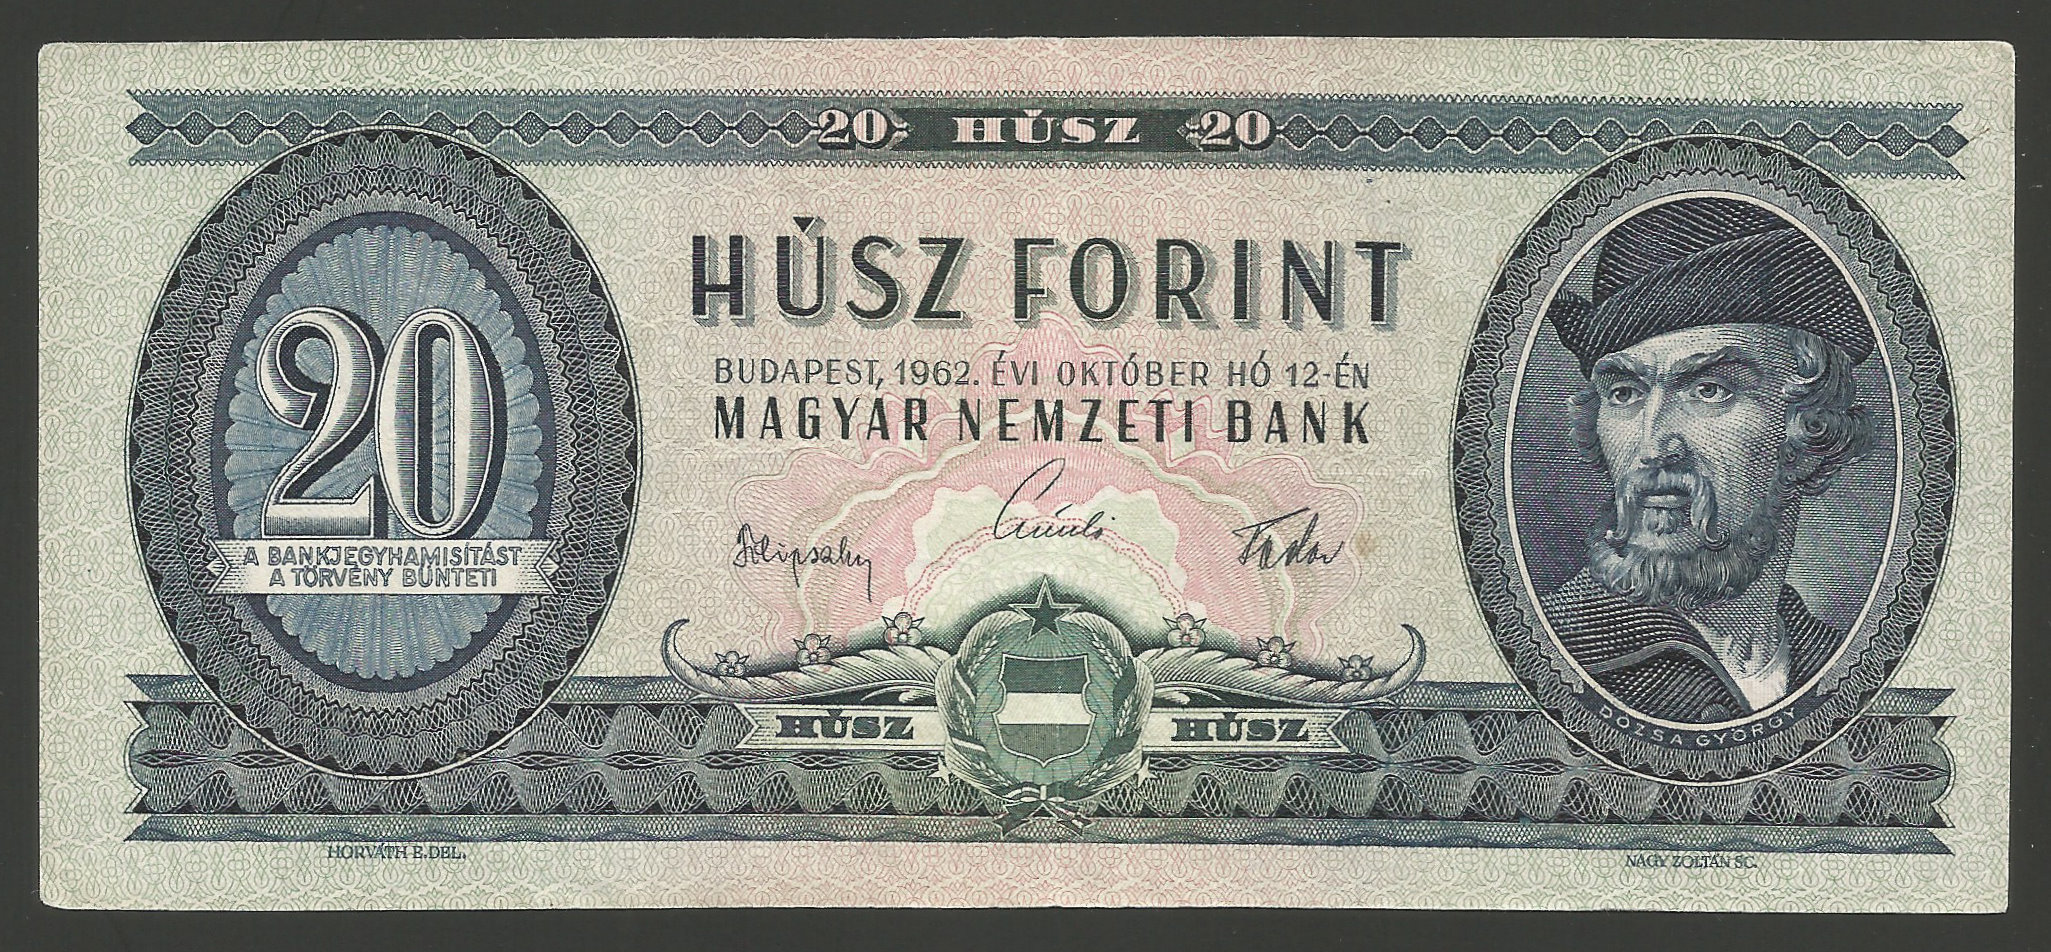 20 HÚSZ 20
HÚSZ FORINT
BUDAPEST, 1962. ÉVI OKTÓBER HÓ 12-ÉN
MAGYAR NEMZETI BANK
20
A BANKJEGYHAMISÍTÁST
A TÖRVÉNY BÜNTETI
HÚSZ HÚSZ
DÓZSA GYÖRGY
HORVÁTH E. DEL.
NAGY ZOLTÁN SC.